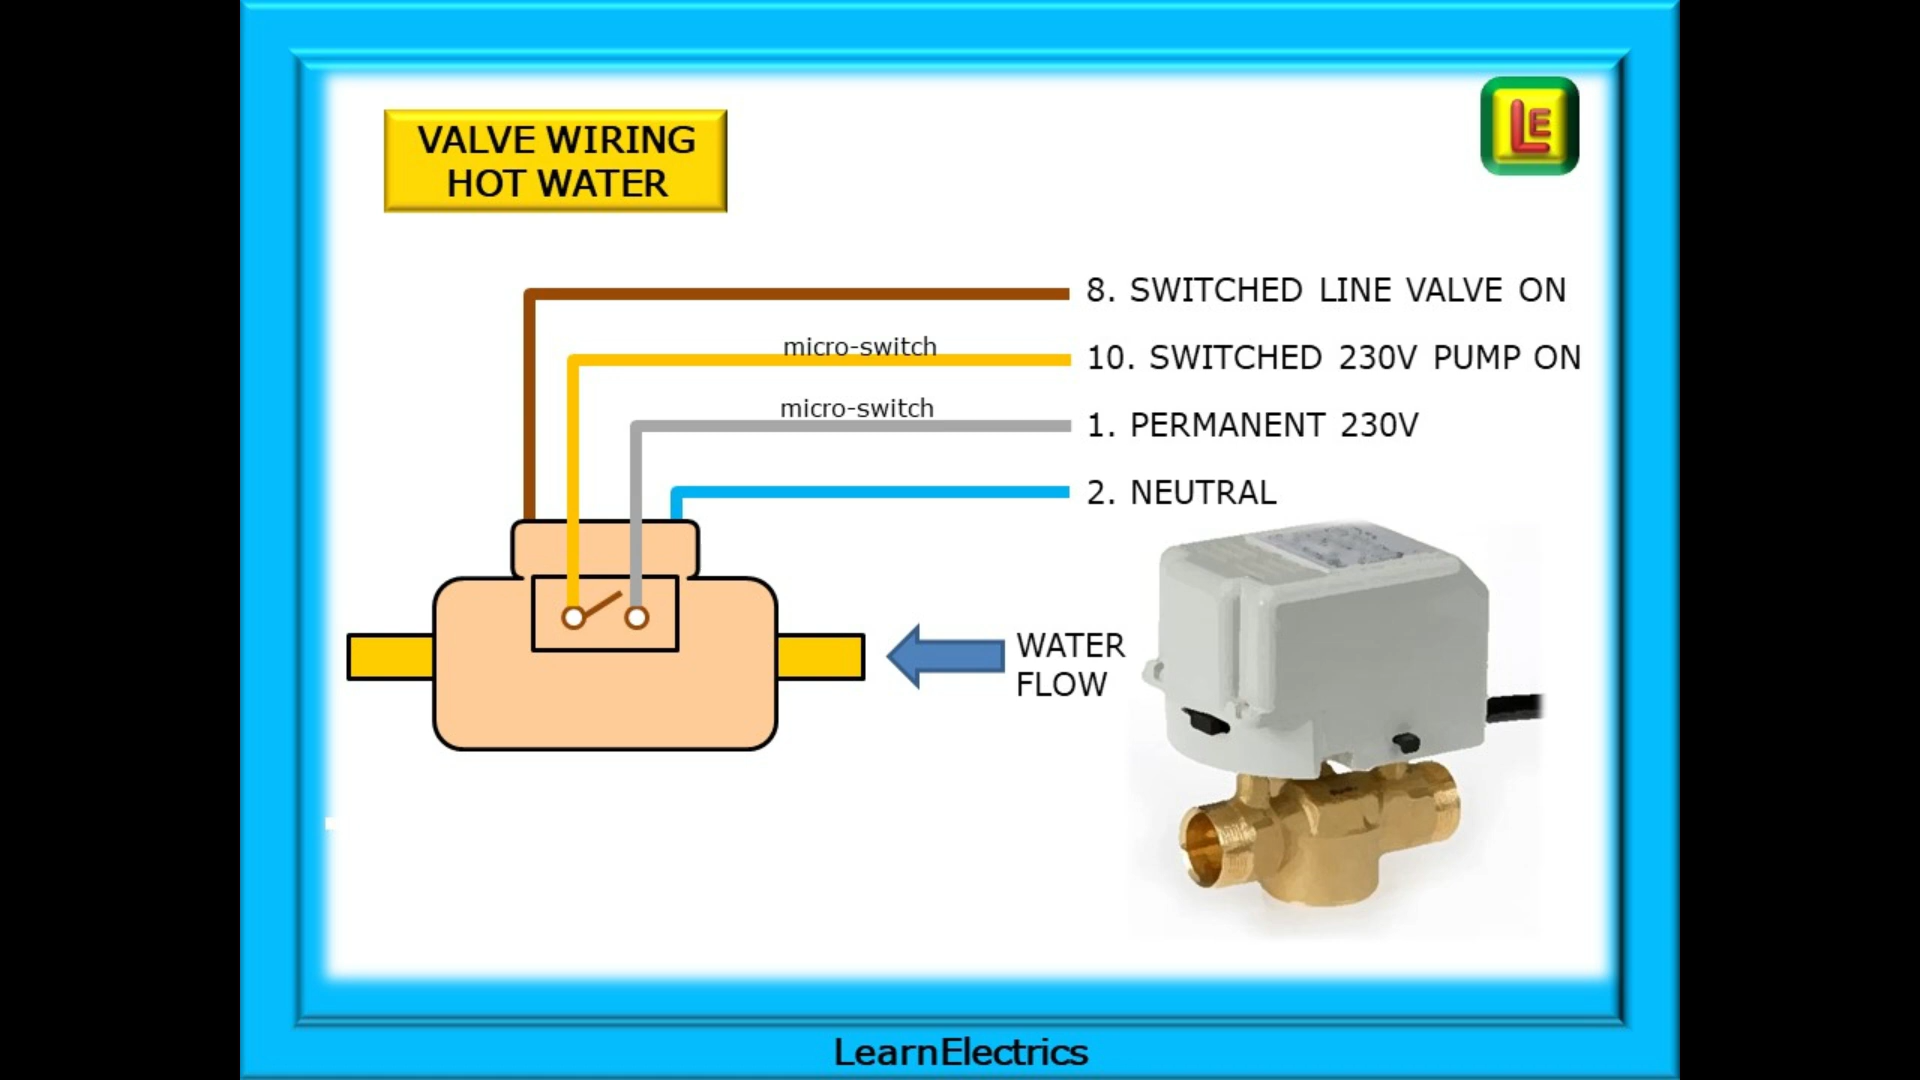 VALVE WIRING
HOT WATER
LE
8. SWITCHED LINE VALVE ON
micro-switch
10. SWITCHED 230V PUMP ON
micro-switch
1. PERMANENT 230V
2. NEUTRAL
WATER
FLOW
LearnElectrics